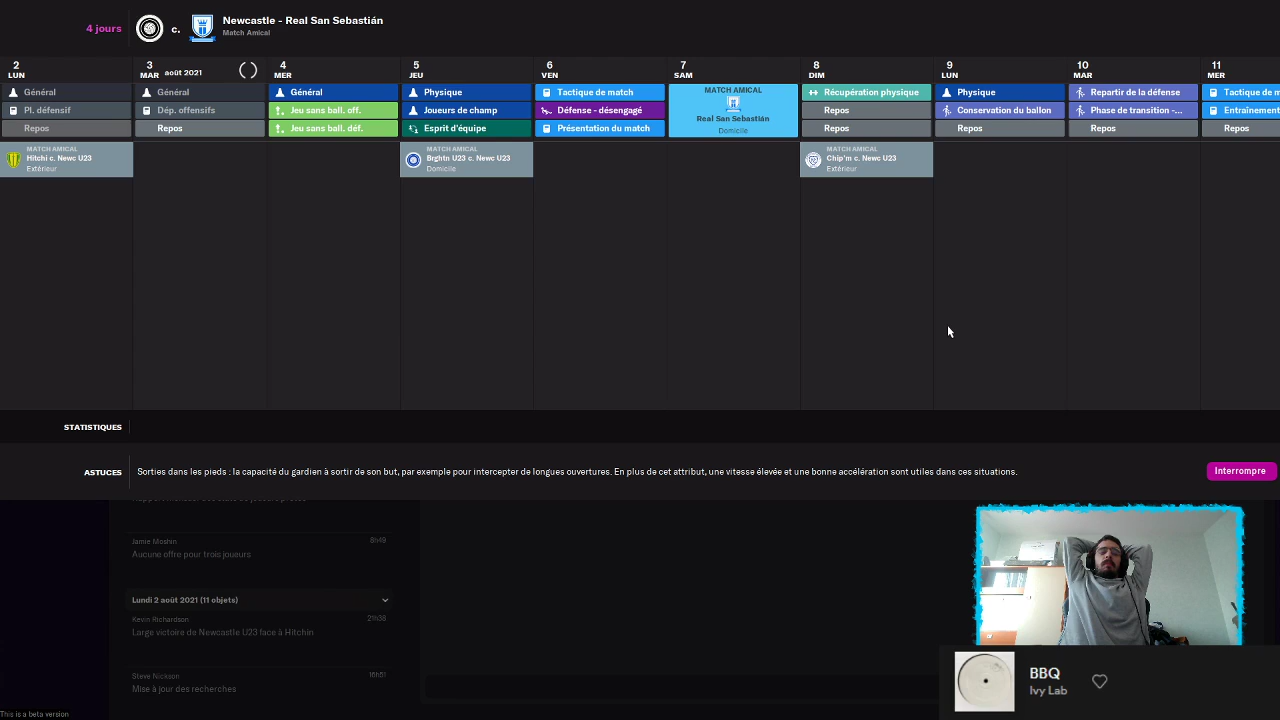 4 jours
c.
Newcastle - Real San Sebastián
Match Amical
2 LUN
3 MAR août 2021
4 MER
5 JEU
6 VEN
7 SAM
8 DIM
9 LUN
10 MAR
11 MER
Général
Général
Général
Physique
Tactique de match
MATCH AMICAL
Récupération physique
Physique
Repartir de la défense
Tactique de m
Pl. défensif
Dép. offensifs
Jeu sans ball. off.
Joueurs de champ
Défense - désengagé
Real San Sebastián
Repos
Conservation du ballon
Phase de transition -...
Entraînement
Repos
Repos
Jeu sans ball. déf.
Esprit d'équipe
Présentation du match
Domicile
Repos
Repos
Repos
Repos
MATCH AMICAL
Hitchi c. Newc U23
Extérieur
MATCH AMICAL
Brghtn U23 c. Newc U23
Domicile
MATCH AMICAL
Chip'm c. Newc U23
Extérieur
STATISTIQUES
ASTUCES
Sorties dans les pieds : la capacité du gardien à sortir de son but, par exemple pour intercepter de longues ouvertures. En plus de cet attribut, une vitesse élevée et une bonne accélération sont utiles dans ces situations.
Interrompre
Jamie Moshin 8h49
Aucune offre pour trois joueurs
Lundi 2 août 2021 (11 objets)
Kevin Richardson 21h38
Large victoire de Newcastle U23 face à Hitchin
Steve Nickson 16h51
Mise à jour des recherches
BBQ
Ivy Lab
This is a beta version